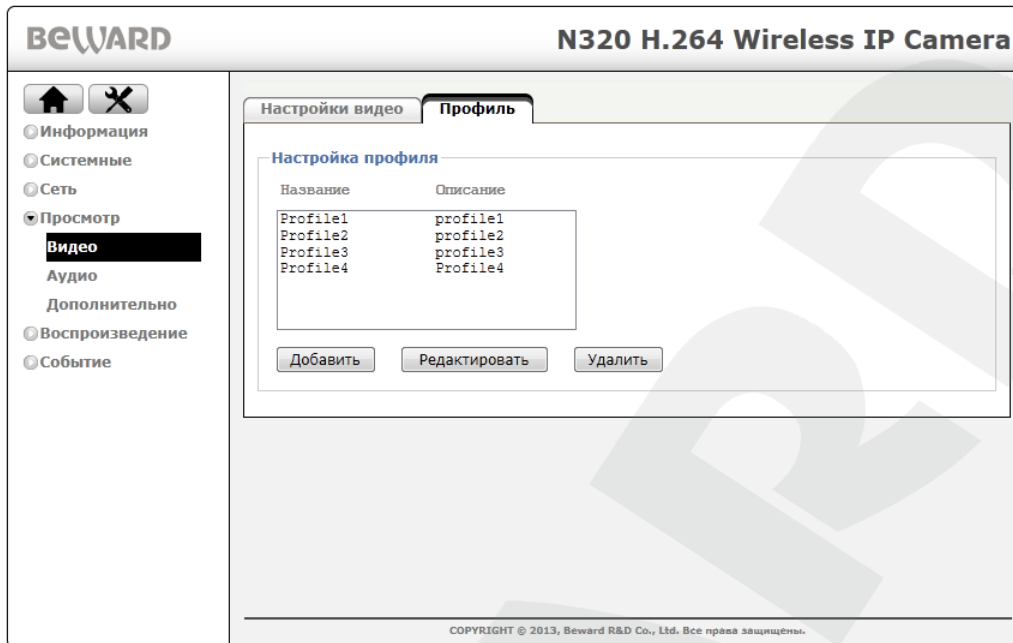 BEWARD
N320 H.264 Wireless IP Camera
Информация
Системные
Сеть
Просмотр
Видео
Аудио
Дополнительно
Воспроизведение
Событие
Настройки видео
Профиль
Настройка профиля
Название Описание
Profile1 profile1
Profile2 profile2
Profile3 profile3
Profile4 Profile4
Добавить Редактировать Удалить
COPYRIGHT © 2013, Beward R&D Co., Ltd. Все права защищены.